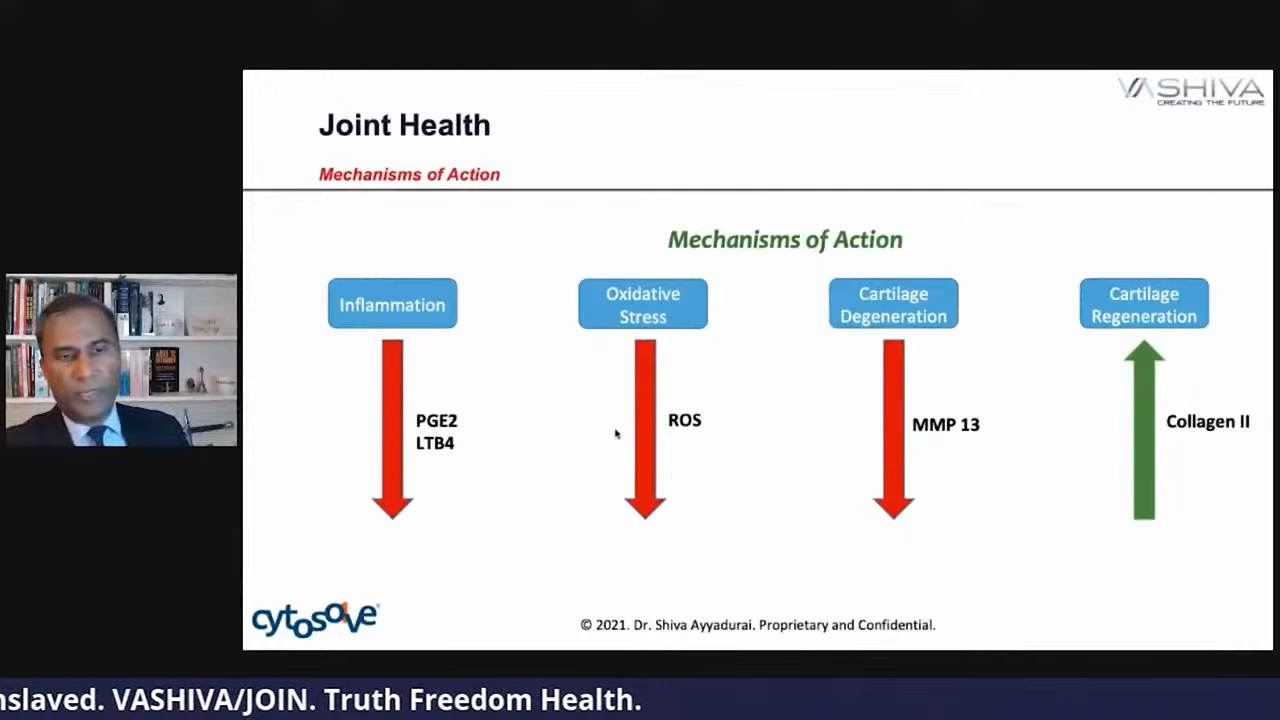 VASHIVA
CREATING THE FUTURE
Joint Health
Mechanisms of Action
Mechanisms of Action
Inflammation
Oxidative
Stress
Cartilage
Degeneration
Cartilage
Regeneration
PGE2
LTB4
ROS
MMP 13
Collagen II
cytosolve
© 2021. Dr. Shiva Ayyadurai. Proprietary and Confidential.
nslaved. VASHIVA/JOIN. Truth Freedom Health.